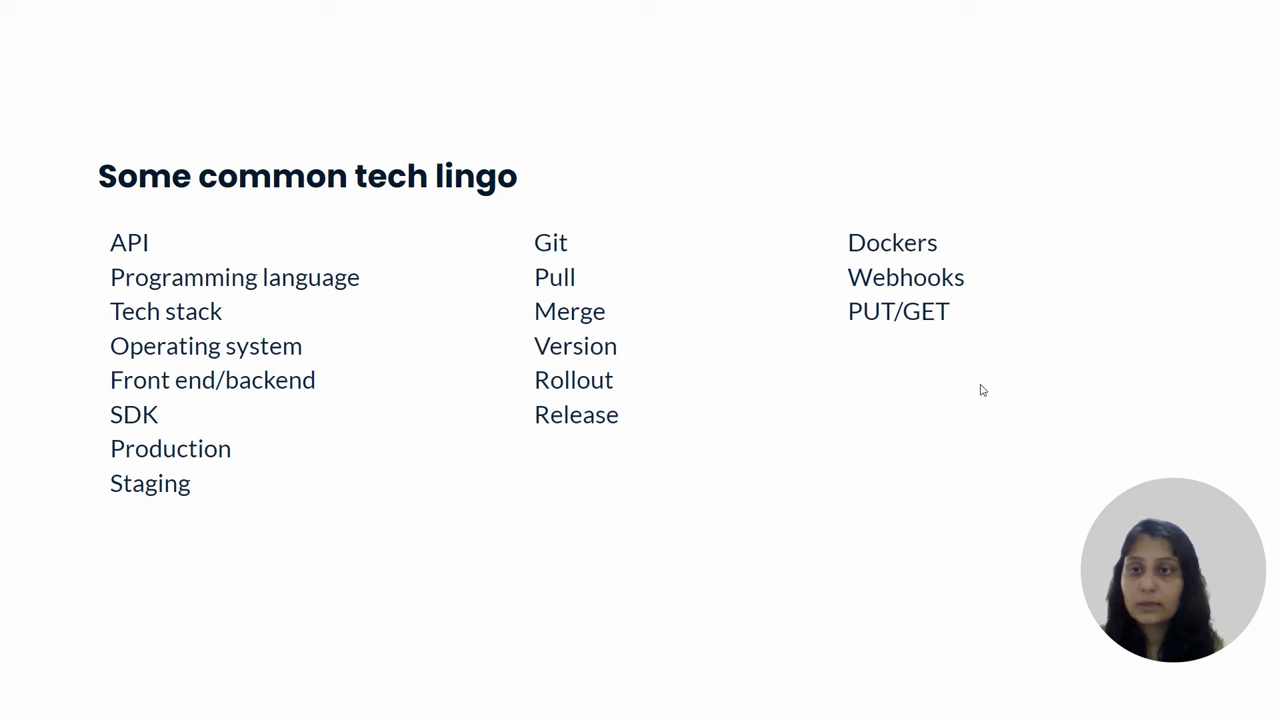 Some common tech lingo
API
Programming language
Tech stack
Operating system
Front end/backend
SDK
Production
Staging
Git
Pull
Merge
Version
Rollout
Release
Dockers
Webhooks
PUT/GET